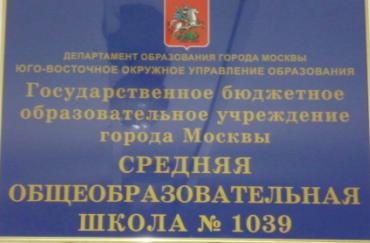 ДЕПАРТАМЕНТ ОБРАЗОВАНИЯ ГОРОДА МОСКВЫ
ЮГО-ВОСТОЧНОЕ ОКРУЖНОЕ УПРАВЛЕНИЕ ОБРАЗОВАНИЯ
Государственное бюджетное
образовательное учреждение
города Москвы
СРЕДНЯЯ
ОБЩЕОБРАЗОВАТЕЛЬНАЯ
ШКОЛА № 1039